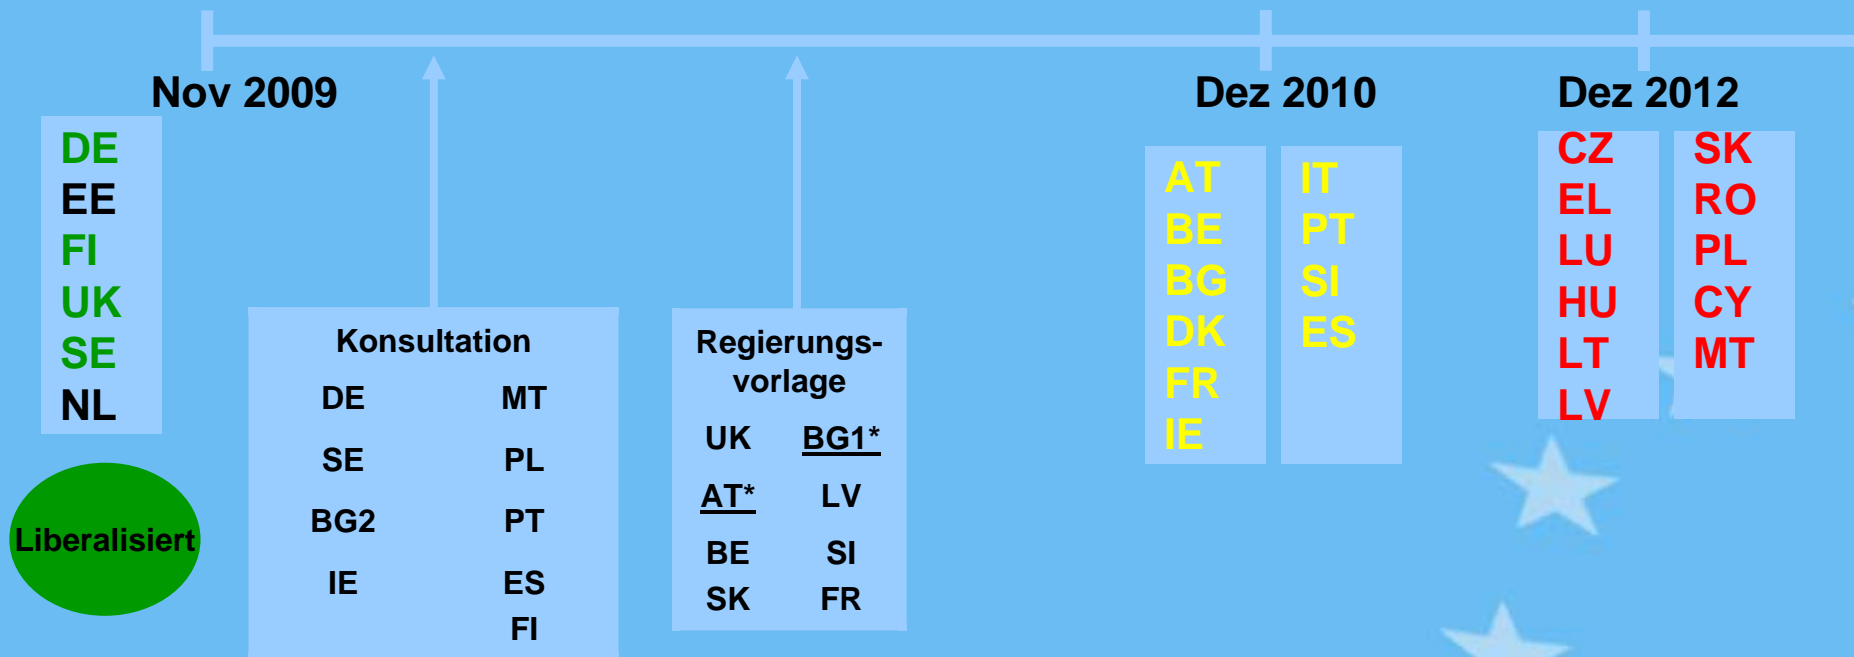 Nov 2009
Dez 2010
Dez 2012
DE
EE
FI
UK
SE
NL
Liberalisiert
Konsultation
DE MT
SE PL
BG2 PT
IE ES
FI
Regierungs-
vorlage
UK BG1*
AT* LV
BE SI
SK FR
AT IT
BE PT
BG SI
DK ES
FR
IE
CZ SK
EL RO
LU PL
HU CY
LT MT
LV